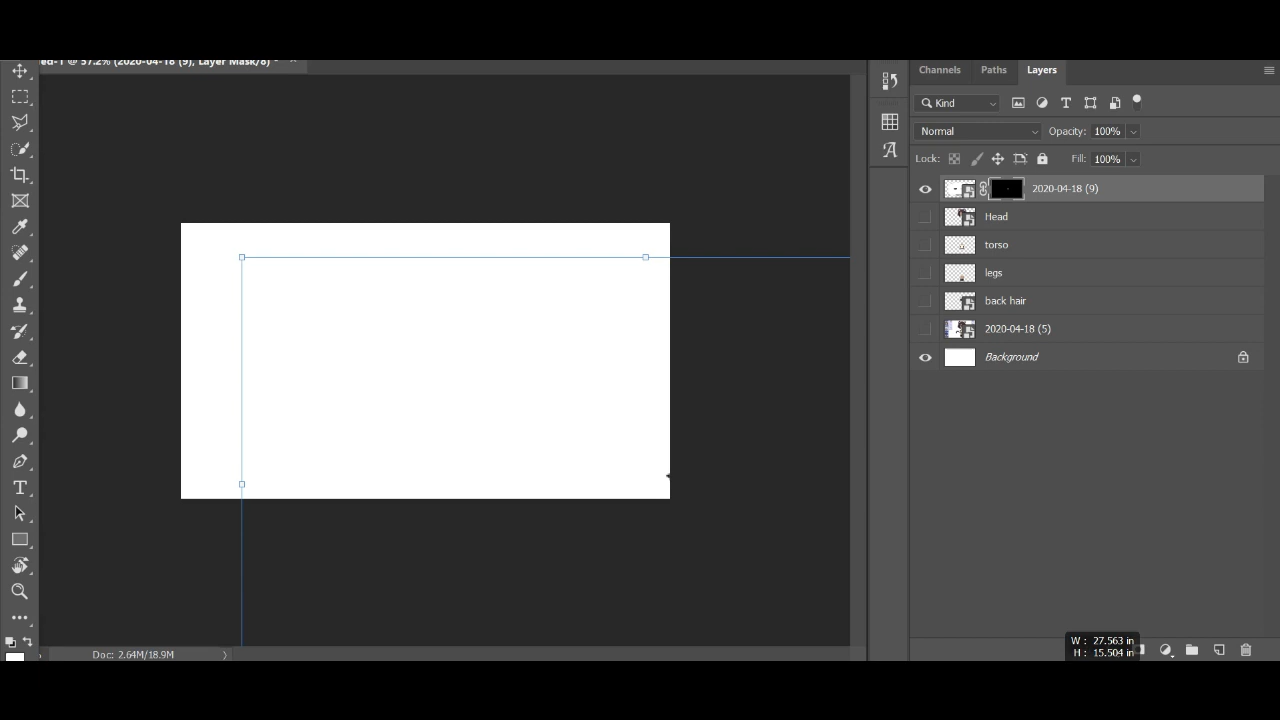 ed-1 @ 57.2% (2020-04-18 (9), Layer Mask/8) *
Channels Paths Layers
Kind
Normal Opacity: 100%
Lock: Fill: 100%
2020-04-18 (9)
Head
torso
legs
back hair
2020-04-18 (5)
Background
W : 27.563 in
H : 15.504 in
Doc: 2.64M/18.9M